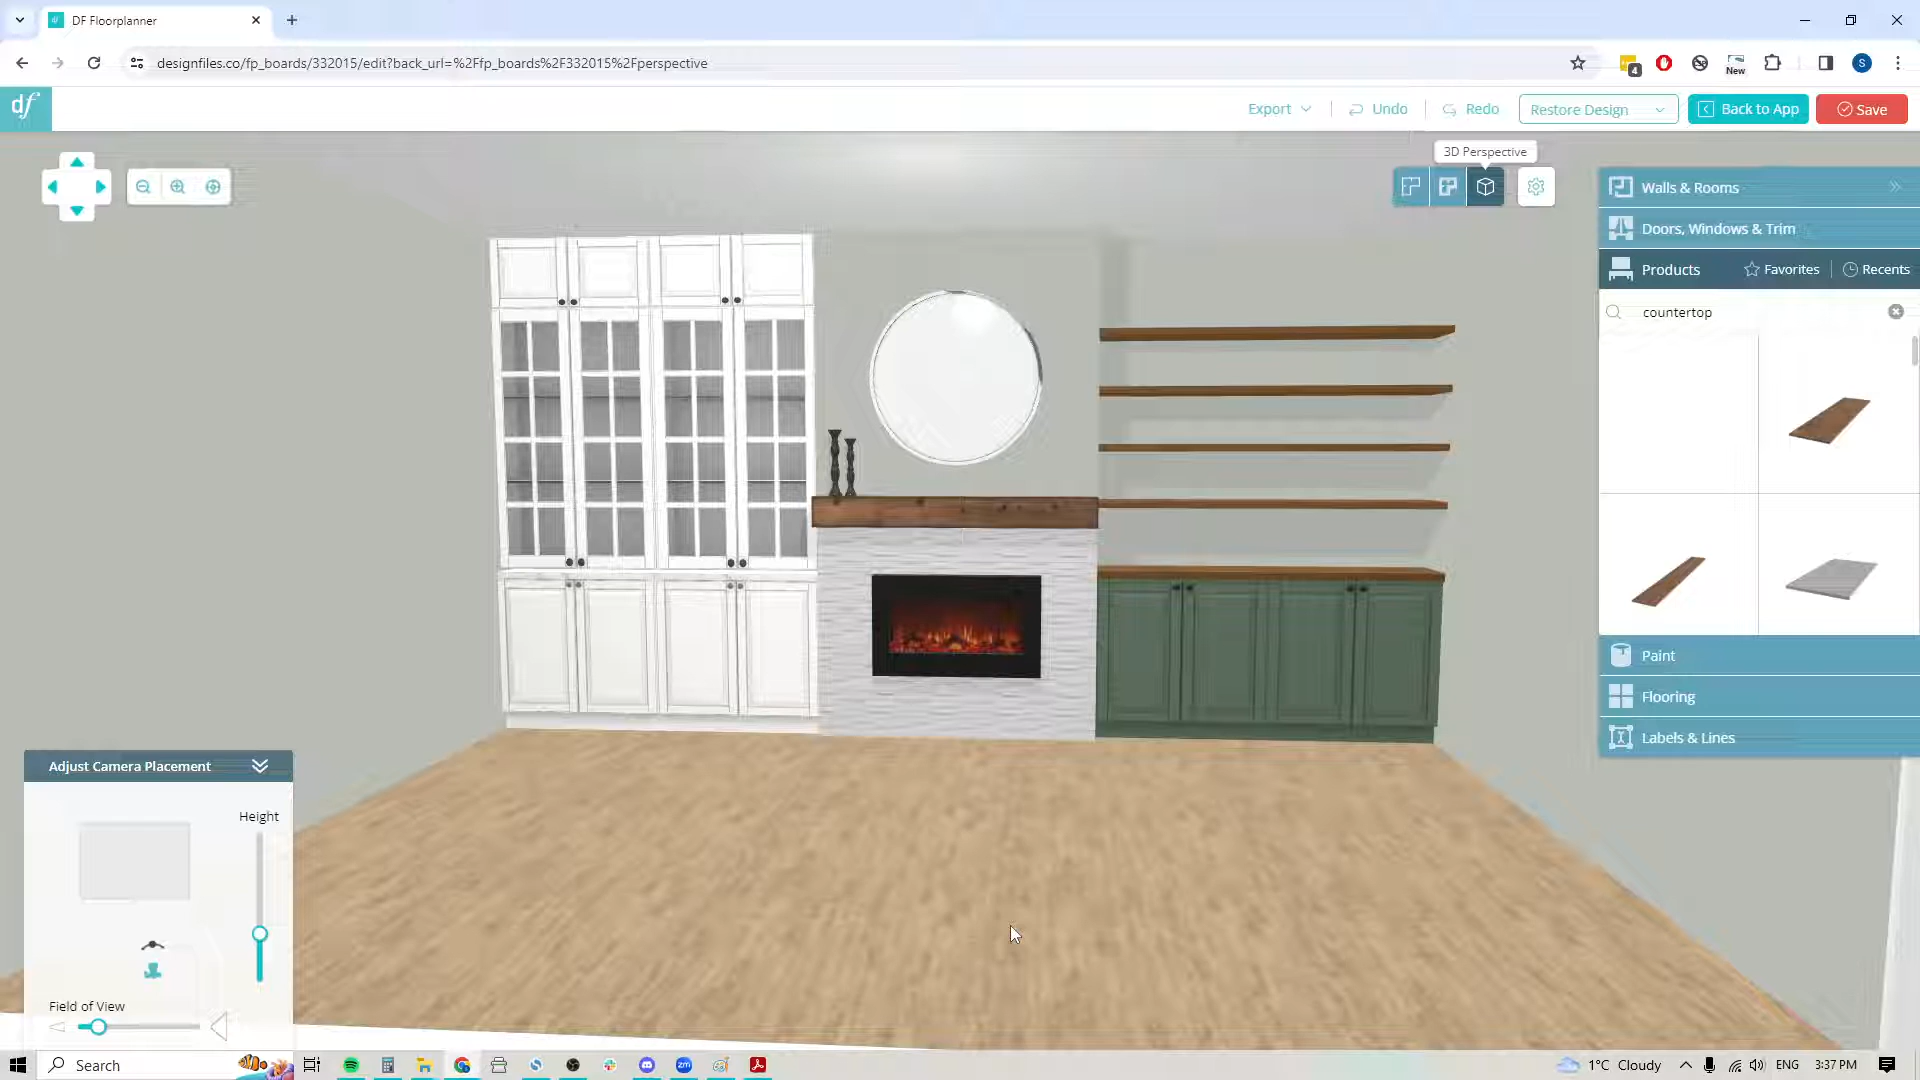 DF Floorplanner
designfiles.co/fp_boards/332015/edit?back_url=%2Ffp_boards%2F332015%2Fperspective
4
New
S
df
Export
Undo
Redo
Restore Design
Back to App
Save
3D Perspective
Walls & Rooms
Doors, Windows & Trim
Products
Favorites
Recents
countertop
Paint
Flooring
Labels & Lines
Adjust Camera Placement
Height
Field of View
Search
zm
1°C Cloudy
ENG
3:37 PM